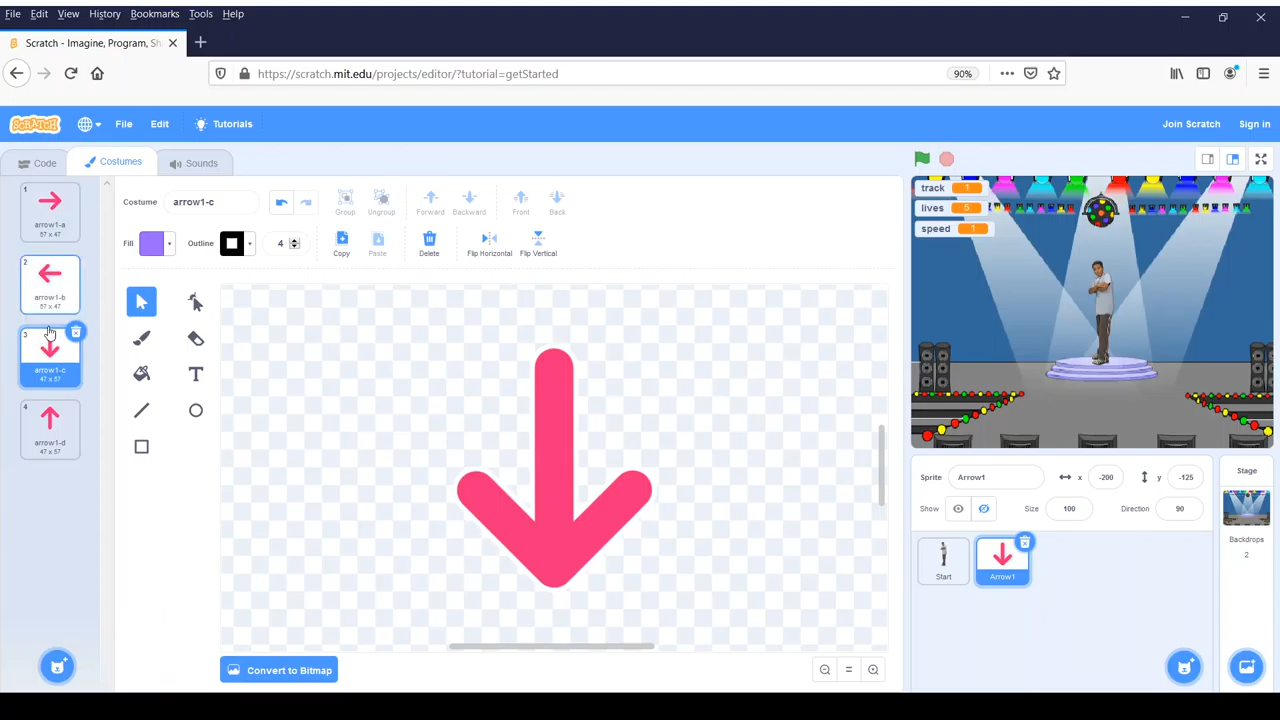 File Edit View History Bookmarks Tools Help
Scratch - Imagine, Program, Sh
https://scratch.mit.edu/projects/editor/?tutorial=getStarted 90%
SCRATCH File Edit Tutorials Join Scratch Sign in
Code Costumes Sounds
1
arrow1-a
57 x 47
2
arrow1-b
57 x 47
3
arrow1-c
47 x 57
4
arrow1-d
47 x 57
Costume arrow1-c Group Ungroup Forward Backward Front Back
Fill Outline 4 Copy Paste Delete Flip Horizontal Flip Vertical
T
Convert to Bitmap
track 1
lives 5
speed 1
Sprite Arrow1 x -200 y -125
Show Size 100 Direction 90
Start
Arrow1
Stage
Backdrops
2